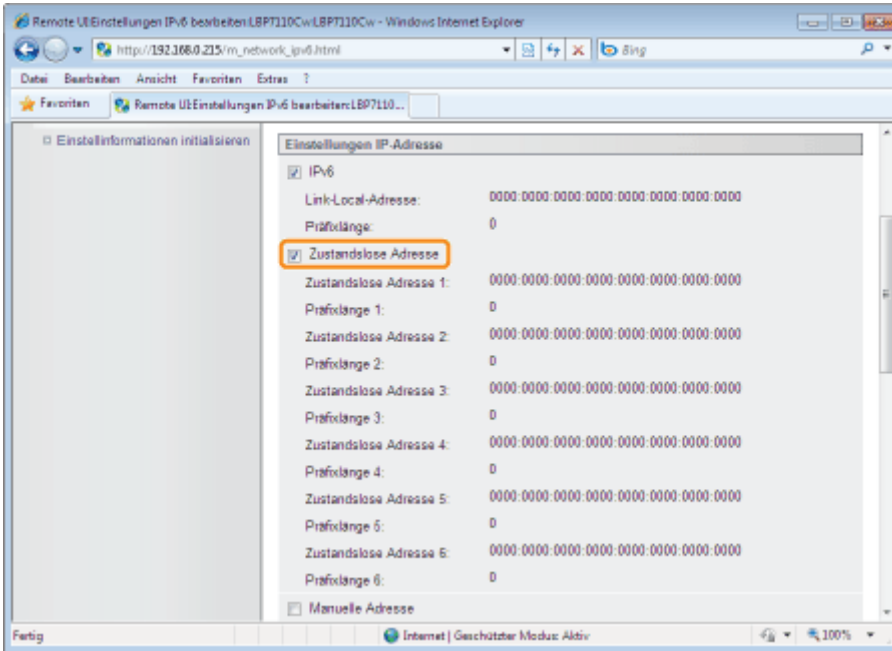 Remote UI:Einstellungen IPv6 bearbeiten:LBP7110Cw:LBP7110Cw - Windows Internet Explorer
http://192.168.0.215/m_network_ipv6.html
Bing
Datei Bearbeiten Ansicht Favoriten Extras ?
Favoriten
Remote UI:Einstellungen IPv6 bearbeiten:LBP7110...
Einstellinformationen initialisieren
Einstellungen IP-Adresse
IPv6
Link-Local-Adresse: 0000:0000:0000:0000:0000:0000:0000:0000
Präfixlänge: 0
Zustandslose Adresse
Zustandslose Adresse 1: 0000:0000:0000:0000:0000:0000:0000:0000
Präfixlänge 1: 0
Zustandslose Adresse 2: 0000:0000:0000:0000:0000:0000:0000:0000
Präfixlänge 2: 0
Zustandslose Adresse 3: 0000:0000:0000:0000:0000:0000:0000:0000
Präfixlänge 3: 0
Zustandslose Adresse 4: 0000:0000:0000:0000:0000:0000:0000:0000
Präfixlänge 4: 0
Zustandslose Adresse 5: 0000:0000:0000:0000:0000:0000:0000:0000
Präfixlänge 5: 0
Zustandslose Adresse 6: 0000:0000:0000:0000:0000:0000:0000:0000
Präfixlänge 6: 0
Manuelle Adresse
Fertig
Internet | Geschützter Modus: Aktiv
100%